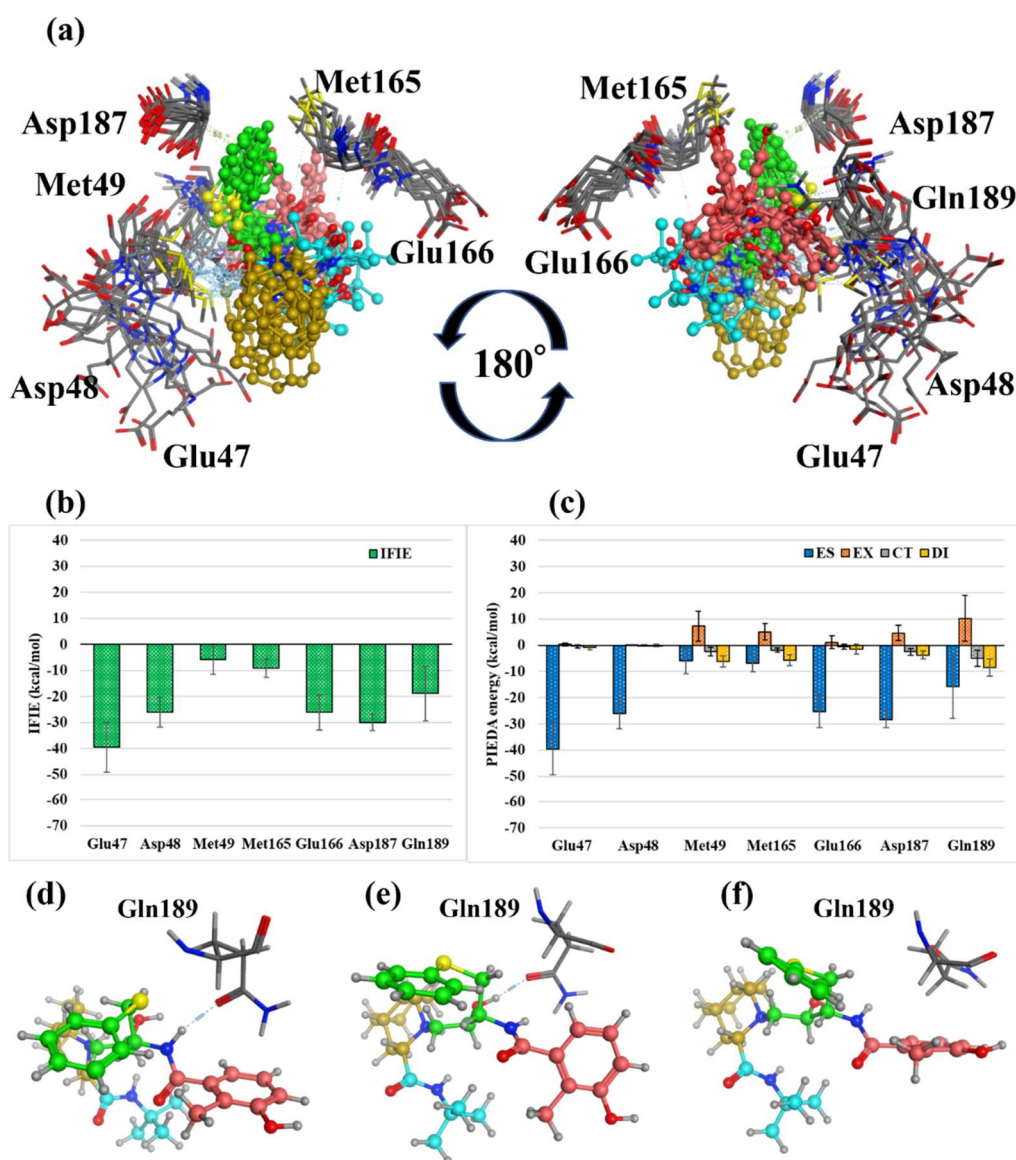 (a)
Met165
Asp187
Met49
Glu166
Asp48
Glu47
180°
Met165
Asp187
Gln189
Glu166
Asp48
Glu47
(b)
IFIE
IFIE (kcal/mol)
40
30
20
10
0
-10
-20
-30
-40
-50
-60
-70
Glu47 Asp48 Met49 Met165 Glu166 Asp187 Gln189
(c)
ES EX CT DI
PIEDA energy (kcal/mol)
40
30
20
10
0
-10
-20
-30
-40
-50
-60
-70
Glu47 Asp48 Met49 Met165 Glu166 Asp187 Gln189
(d)
Gln189
(e)
Gln189
(f)
Gln189